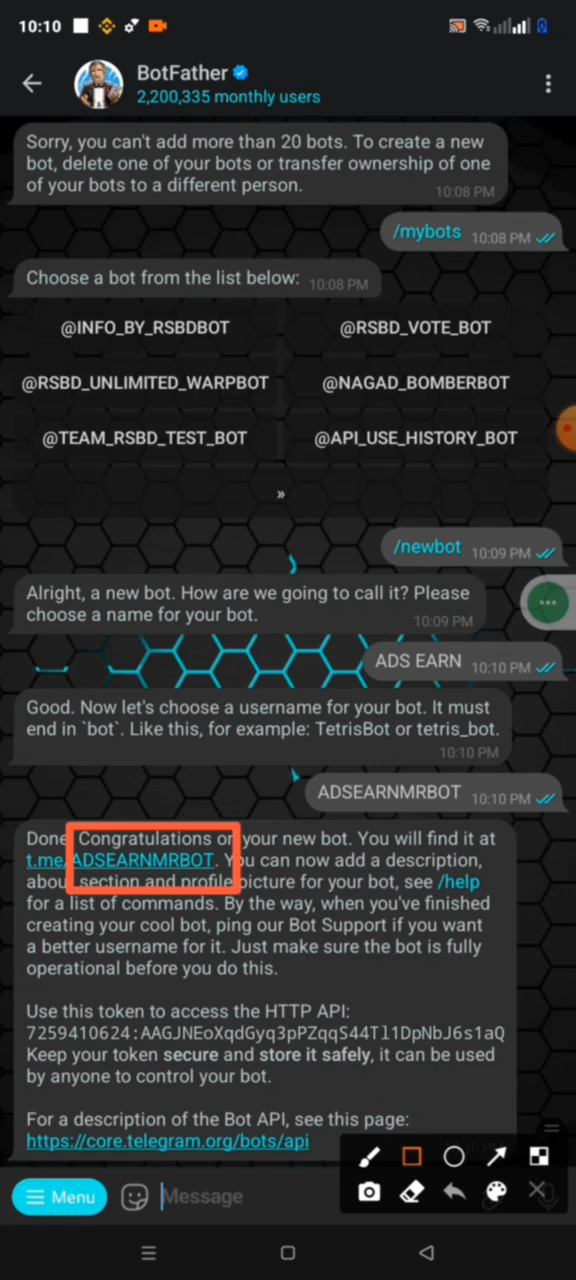 10:10
BotFather
2,200,335 monthly users
Sorry, you can't add more than 20 bots. To create a new
bot, delete one of your bots or transfer ownership of one
of your bots to a different person.
10:08 PM
/mybots 10:08 PM
Choose a bot from the list below: 10:08 PM
@INFO_BY_RSBDBOT
@RSBD_VOTE_BOT
@RSBD_UNLIMITED_WARPBOT
@NAGAD_BOMBERBOT
@TEAM_RSBD_TEST_BOT
@API_USE_HISTORY_BOT
»
/newbot 10:09 PM
Alright, a new bot. How are we going to call it? Please
choose a name for your bot.
10:09 PM
ADS EARN 10:10 PM
Good. Now let's choose a username for your bot. It must
end in `bot`. Like this, for example: TetrisBot or tetris_bot.
10:10 PM
ADSEARNMRBOT 10:10 PM
Done! Congratulations on your new bot. You will find it at
t.me/ADSEARNMRBOT. You can now add a description,
about section and profile picture for your bot, see /help
for a list of commands. By the way, when you've finished
creating your cool bot, ping our Bot Support if you want
a better username for it. Just make sure the bot is fully
operational before you do this.
Use this token to access the HTTP API:
7259410624:AAGJNEoXqdGyq3pPZqqS44Tl1DpNbJ6s1aQ
Keep your token secure and store it safely, it can be used
by anyone to control your bot.
For a description of the Bot API, see this page:
https://core.telegram.org/bots/api
Menu
Message